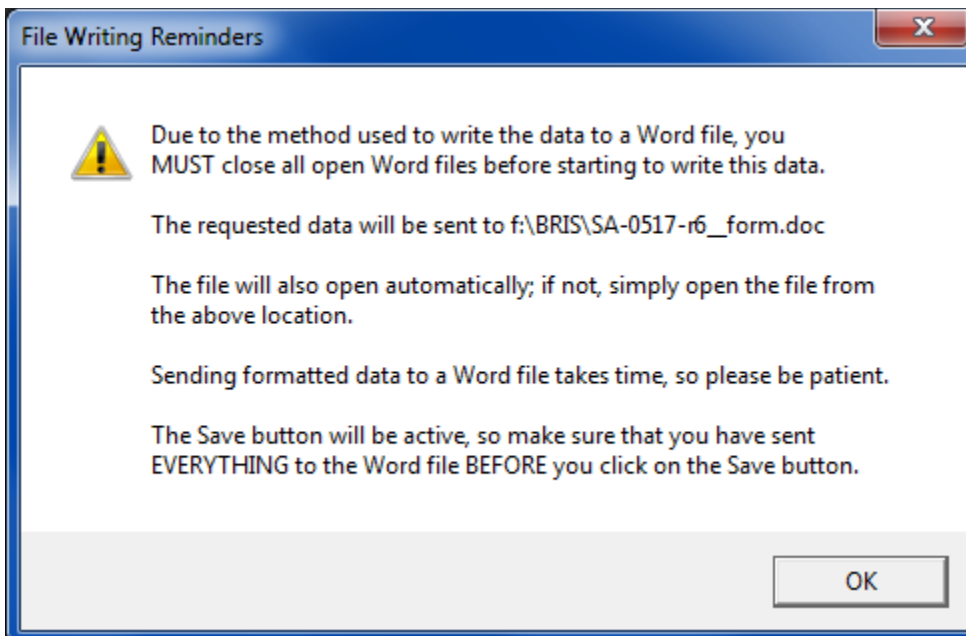 File Writing Reminders
Due to the method used to write the data to a Word file, you
MUST close all open Word files before starting to write this data.
The requested data will be sent to f:\BRIS\SA-0517-r6__form.doc
The file will also open automatically; if not, simply open the file from
the above location.
Sending formatted data to a Word file takes time, so please be patient.
The Save button will be active, so make sure that you have sent
EVERYTHING to the Word file BEFORE you click on the Save button.
OK